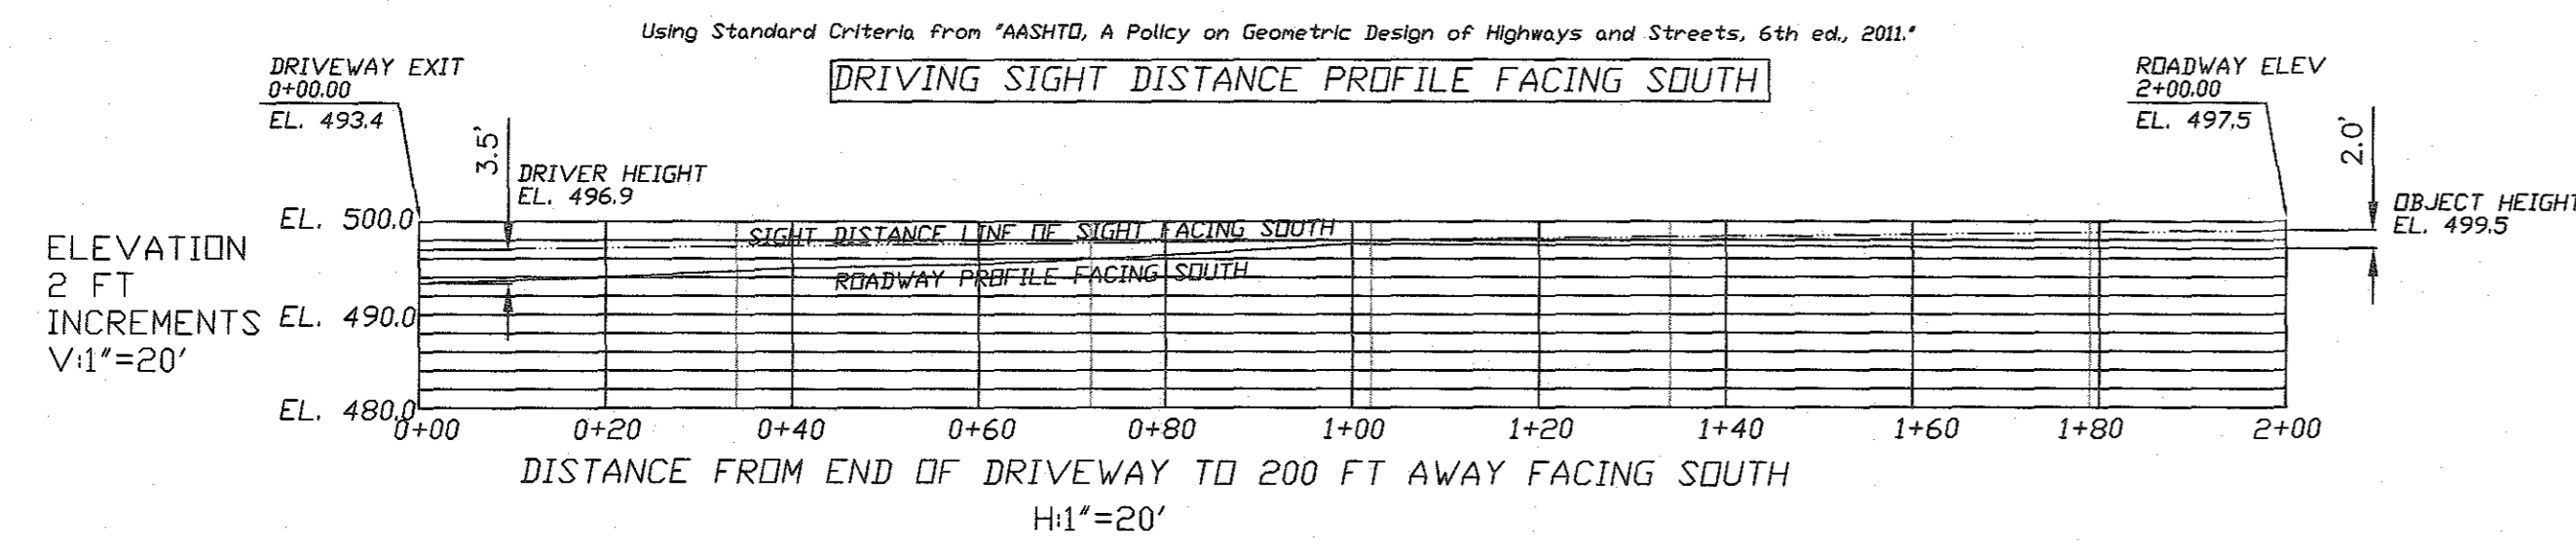 Using Standard Criteria from "AASHTO, A Policy on Geometric Design of Highways and Streets, 6th ed., 2011."
DRIVING SIGHT DISTANCE PROFILE FACING SOUTH
DRIVEWAY EXIT
0+00.00
EL. 493.4
ROADWAY ELEV
2+00.00
EL. 497.5
3.5'
DRIVER HEIGHT
EL. 496.9
2.0'
OBJECT HEIGHT
EL. 499.5
ELEVATION
2 FT
INCREMENTS
V:1"=20'
EL. 500.0
EL. 490.0
EL. 480.0
SIGHT DISTANCE LINE OF SIGHT FACING SOUTH
ROADWAY PROFILE FACING SOUTH
0+00 0+20 0+40 0+60 0+80 1+00 1+20 1+40 1+60 1+80 2+00
DISTANCE FROM END OF DRIVEWAY TO 200 FT AWAY FACING SOUTH
H:1"=20'